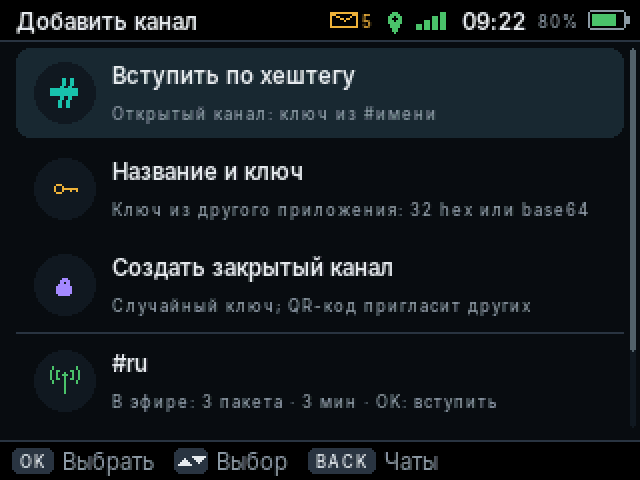 Добавить канал 5 09:22 80%
#
Вступить по хештегу
Открытый канал: ключ из #имени
Название и ключ
Ключ из другого приложения: 32 hex или base64
Создать закрытый канал
Случайный ключ; QR-код пригласит других
#ru
В эфире: 3 пакета · 3 мин · OK: вступить
OK Выбрать Выбор BACK Чаты